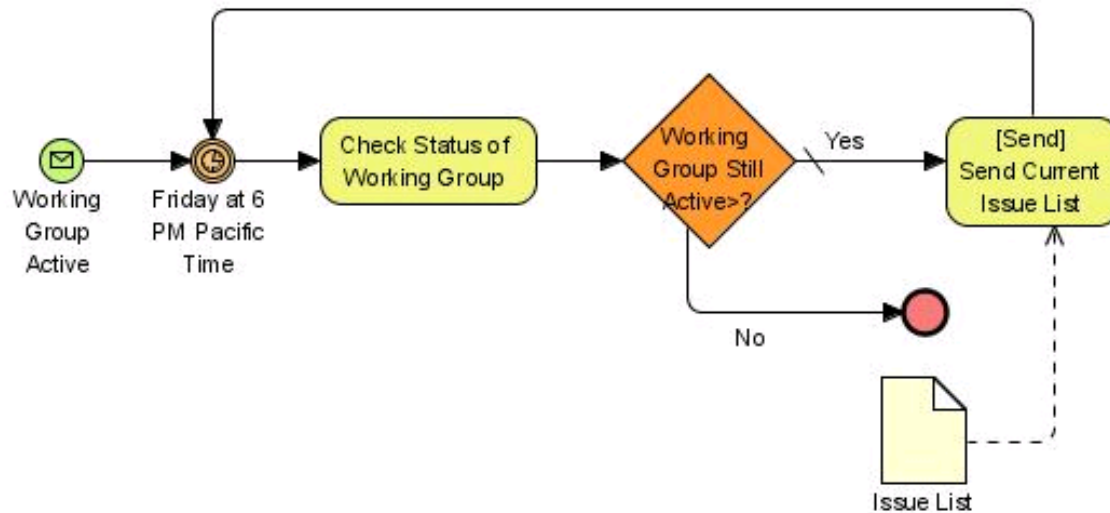 Working
Group
Active
Friday at 6
PM Pacific
Time
Check Status of
Working Group
Working
Group Still
Active>?
Yes
[Send]
Send Current
Issue List
No
Issue List